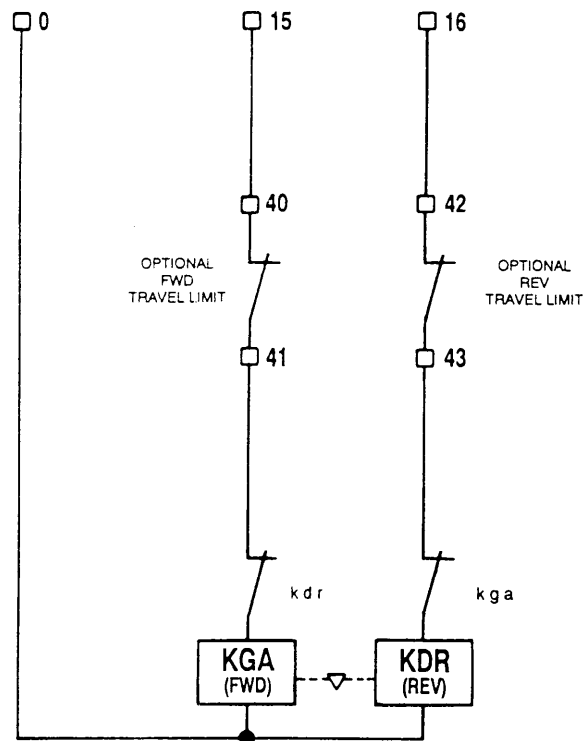 0
15
16
40
42
OPTIONAL
FWD
TRAVEL LIMIT
OPTIONAL
REV
TRAVEL LIMIT
41
43
kdr
kga
KGA
(FWD)
KDR
(REV)